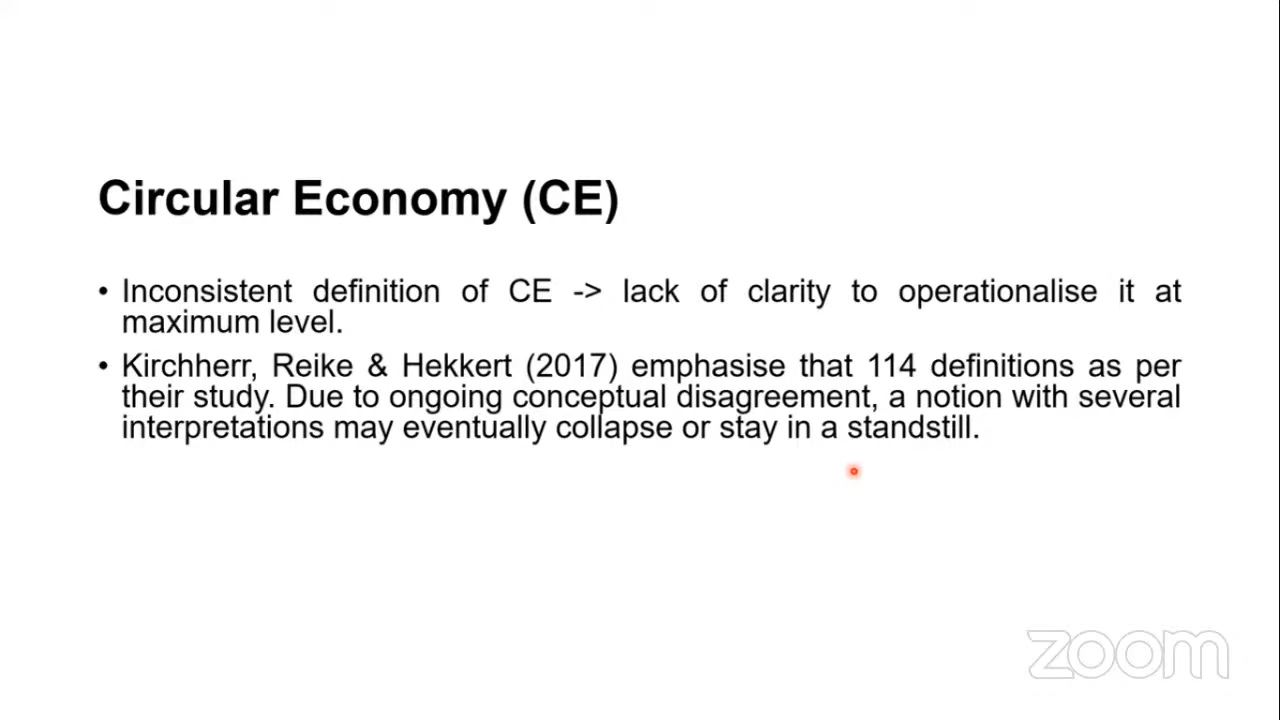 Circular Economy (CE)
• Inconsistent definition of CE -> lack of clarity to operationalise it at
maximum level.
• Kirchherr, Reike & Hekkert (2017) emphasise that 114 definitions as per
their study. Due to ongoing conceptual disagreement, a notion with several
interpretations may eventually collapse or stay in a standstill.
zoom